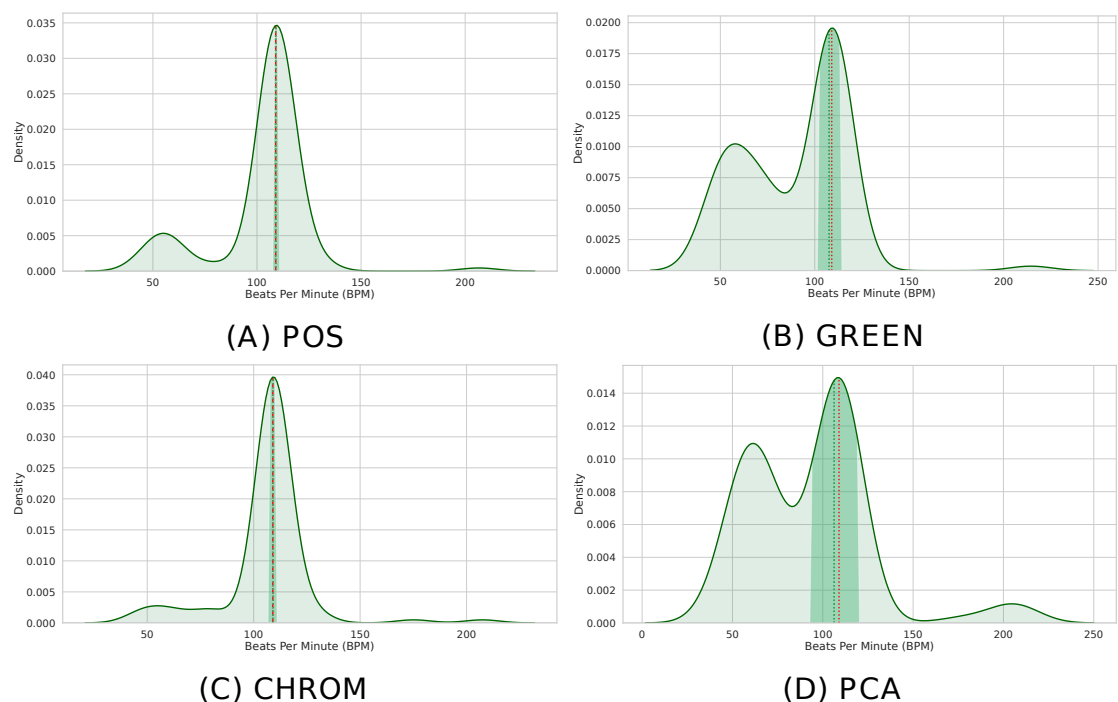 0.035
0.030
0.025
0.020
0.015
0.010
0.005
0.000
Density
50 100 150 200
Beats Per Minute (BPM)
(A) POS
0.0200
0.0175
0.0150
0.0125
0.0100
0.0075
0.0050
0.0025
0.0000
Density
50 100 150 200 250
Beats Per Minute (BPM)
(B) GREEN
0.040
0.035
0.030
0.025
0.020
0.015
0.010
0.005
0.000
Density
50 100 150 200
Beats Per Minute (BPM)
(C) CHROM
0.014
0.012
0.010
0.008
0.006
0.004
0.002
0.000
Density
0 50 100 150 200 250
Beats Per Minute (BPM)
(D) PCA